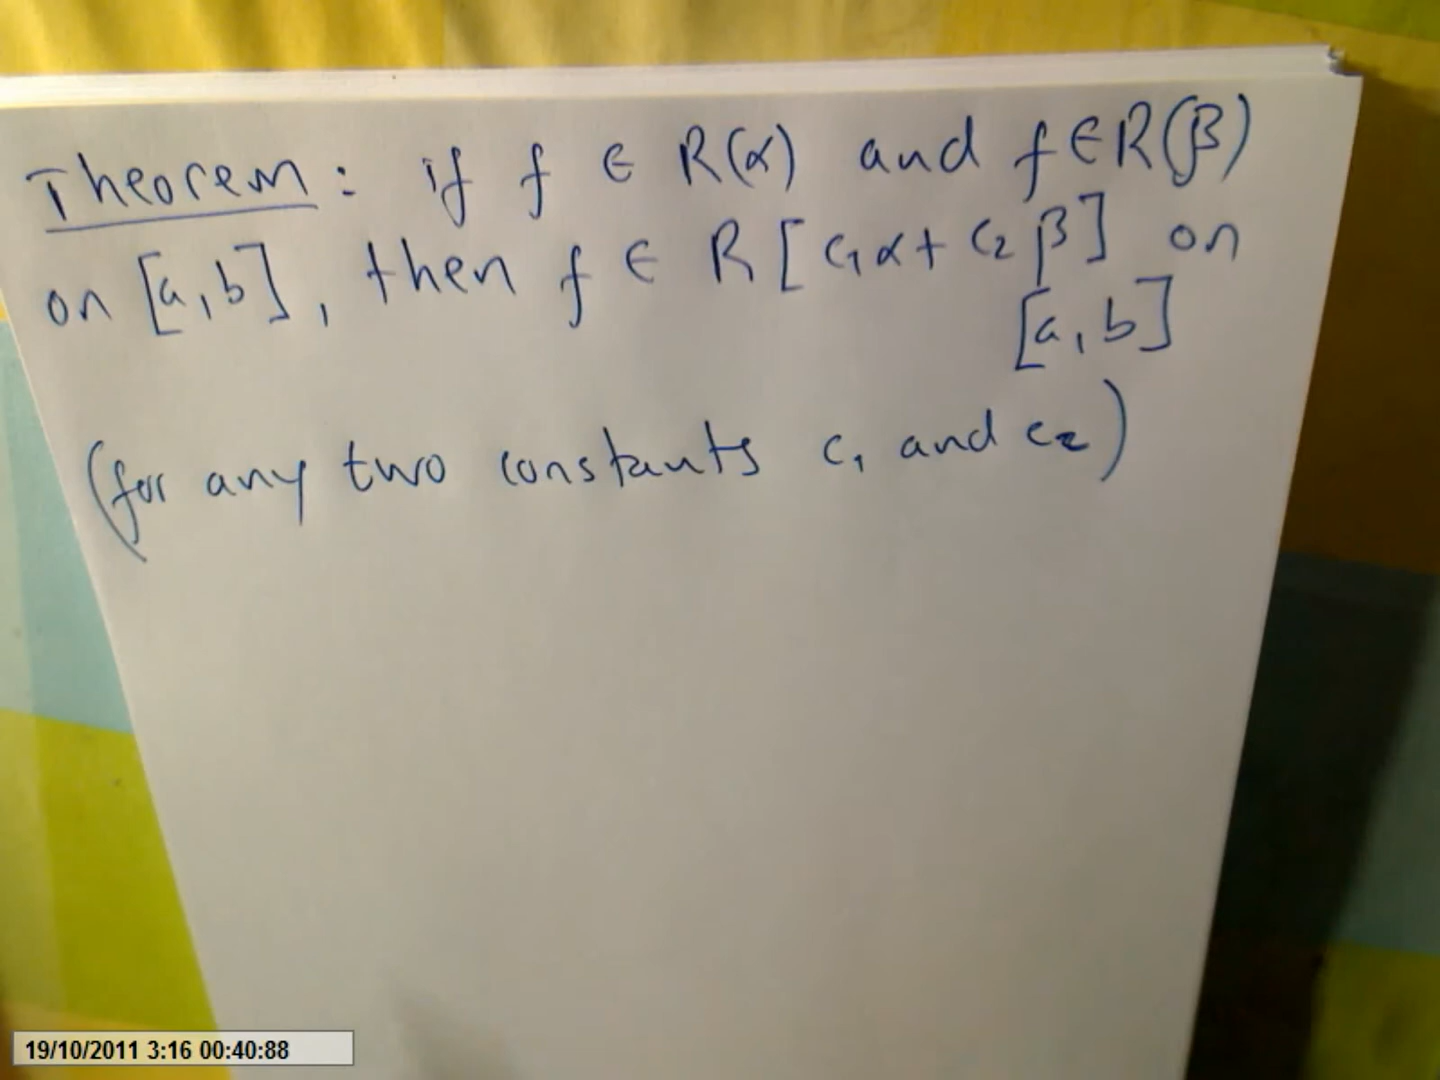 Theorem: if f ∈ R(α) and f ∈ R(β)
on [a,b], then f ∈ R[c₁α + c₂β] on
[a,b]
(for any two constants c₁ and c₂)
19/10/2011 3:16 00:40:88